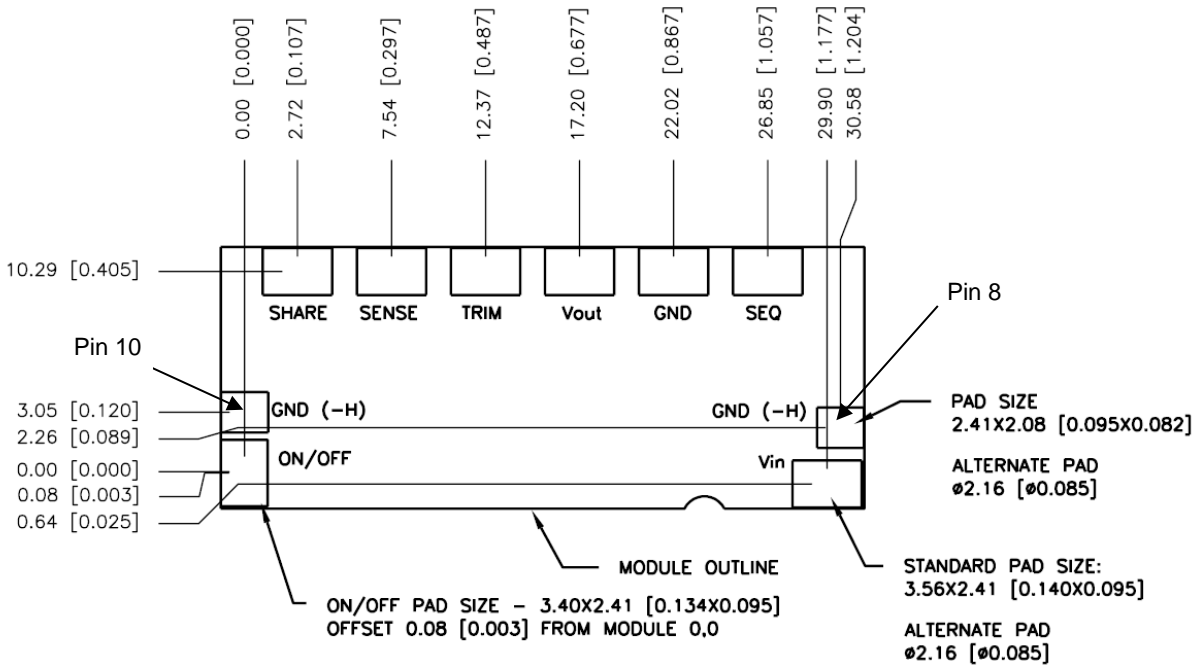 0.00 [0.000]
2.72 [0.107]
7.54 [0.297]
12.37 [0.487]
17.20 [0.677]
22.02 [0.867]
26.85 [1.057]
29.90 [1.177]
30.58 [1.204]
10.29 [0.405]
SHARE
SENSE
TRIM
Vout
GND
SEQ
Pin 8
Pin 10
3.05 [0.120]
GND (-H)
GND (-H)
PAD SIZE
2.41X2.08 [0.095X0.082]
2.26 [0.089]
ON/OFF
Vin
0.00 [0.000]
ALTERNATE PAD
ø2.16 [ø0.085]
0.08 [0.003]
0.64 [0.025]
MODULE OUTLINE
STANDARD PAD SIZE:
3.56X2.41 [0.140X0.095]
ON/OFF PAD SIZE - 3.40X2.41 [0.134X0.095]
OFFSET 0.08 [0.003] FROM MODULE 0,0
ALTERNATE PAD
ø2.16 [ø0.085]